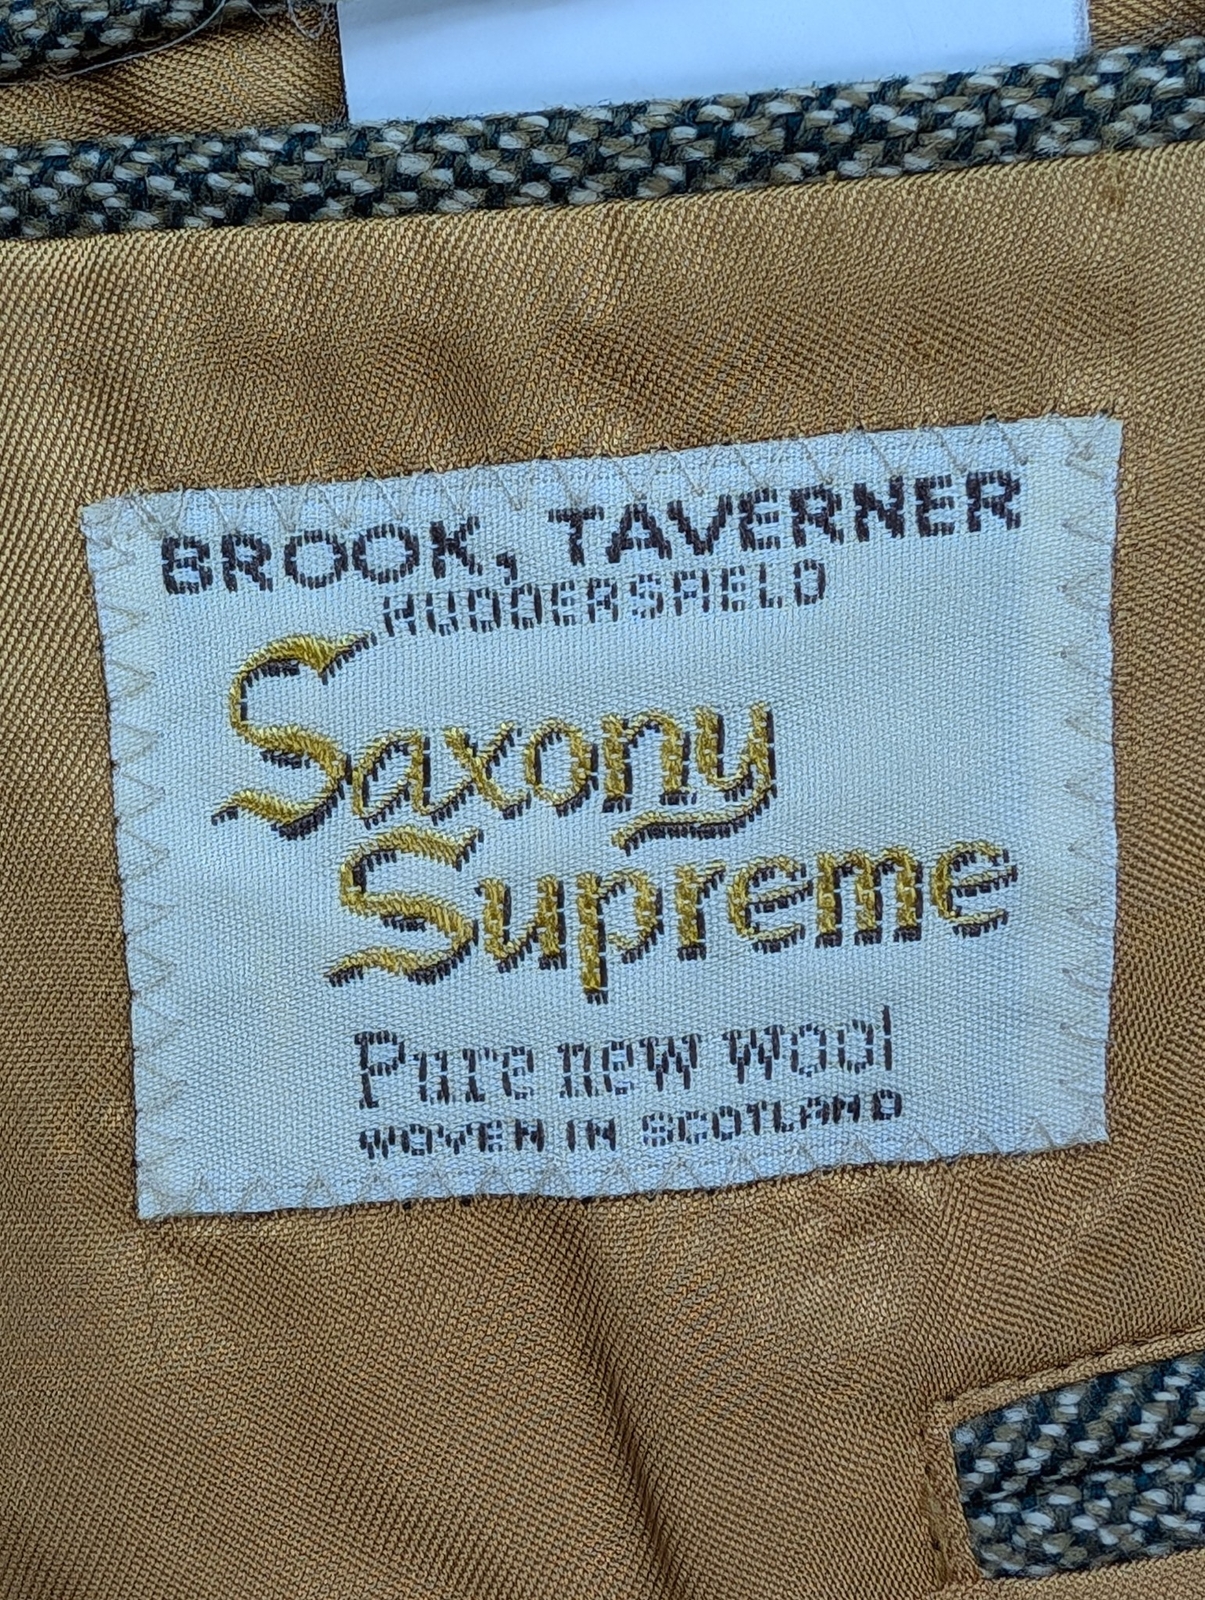 BROOK, TAVERNER
HUDDERSFIELD
Saxony
Supreme
Pure new wool
WOVEN IN SCOTLAND